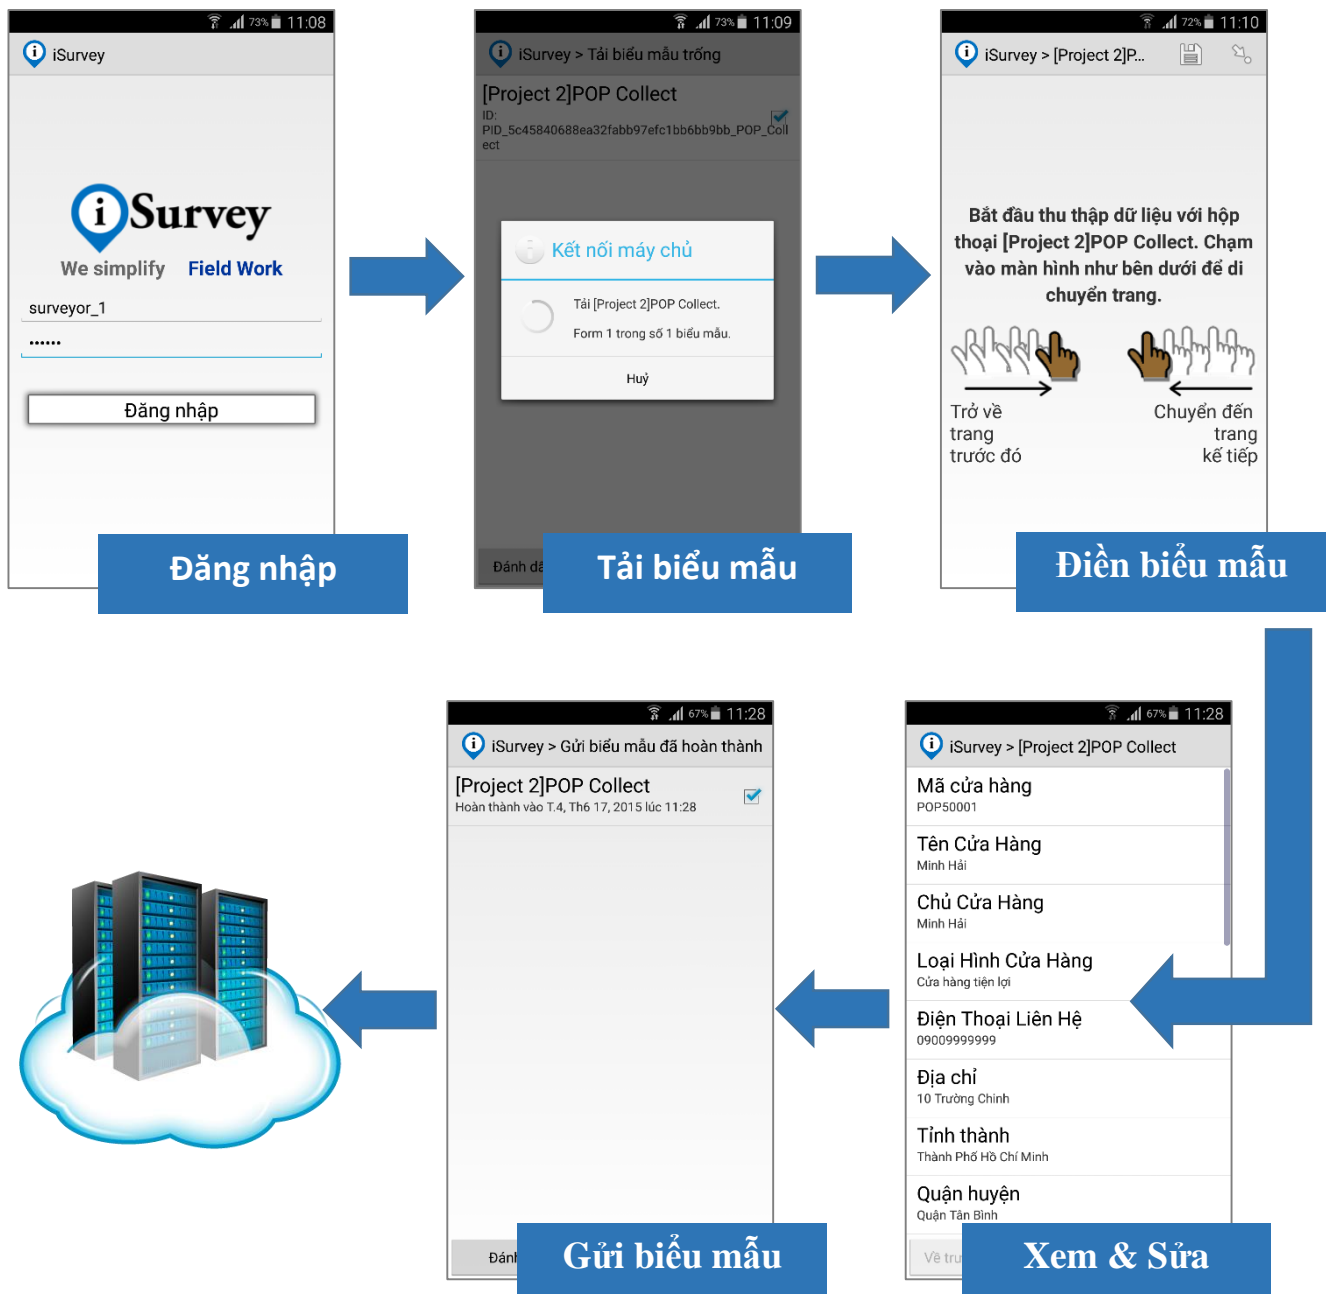 73% 11:08
iSurvey
i Survey
We simplify Field Work
surveyor_1
••••••
Đăng nhập
Đăng nhập
73% 11:09
iSurvey > Tải biểu mẫu trống
[Project 2]POP Collect
ID:
PID_5c45840688ea32fabb97efc1bb6bb9bb_POP_Coll
ect
Kết nối máy chủ
Tải [Project 2]POP Collect.
Form 1 trong số 1 biểu mẫu.
Huỷ
Đánh dấ
Tải biểu mẫu
72% 11:10
iSurvey > [Project 2]P...
Bắt đầu thu thập dữ liệu với hộp
thoại [Project 2]POP Collect. Chạm
vào màn hình như bên dưới để di
chuyển trang.
Trở về
trang
trước đó
Chuyển đến
trang
kế tiếp
Điền biểu mẫu
67% 11:28
iSurvey > [Project 2]POP Collect
Mã cửa hàng
POP50001
Tên Cửa Hàng
Minh Hải
Chủ Cửa Hàng
Minh Hải
Loại Hình Cửa Hàng
Cửa hàng tiện lợi
Điện Thoại Liên Hệ
09009999999
Địa chỉ
10 Trường Chinh
Tỉnh thành
Thành Phố Hồ Chí Minh
Quận huyện
Quận Tân Bình
Về trư
Xem & Sửa
67% 11:28
iSurvey > Gửi biểu mẫu đã hoàn thành
[Project 2]POP Collect
Hoàn thành vào T.4, Th6 17, 2015 lúc 11:28
Đánh
Gửi biểu mẫu